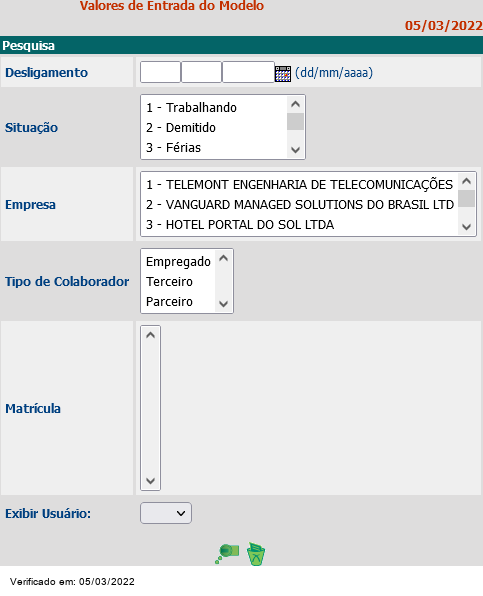 Valores de Entrada do Modelo
05/03/2022
Pesquisa
Desligamento (dd/mm/aaaa)
Situação
1 - Trabalhando
2 - Demitido
3 - Férias
Empresa
1 - TELEMONT ENGENHARIA DE TELECOMUNICAÇÕES
2 - VANGUARD MANAGED SOLUTIONS DO BRASIL LTD
3 - HOTEL PORTAL DO SOL LTDA
Tipo de Colaborador
Empregado
Terceiro
Parceiro
Matrícula
Exibir Usuário:
Verificado em: 05/03/2022